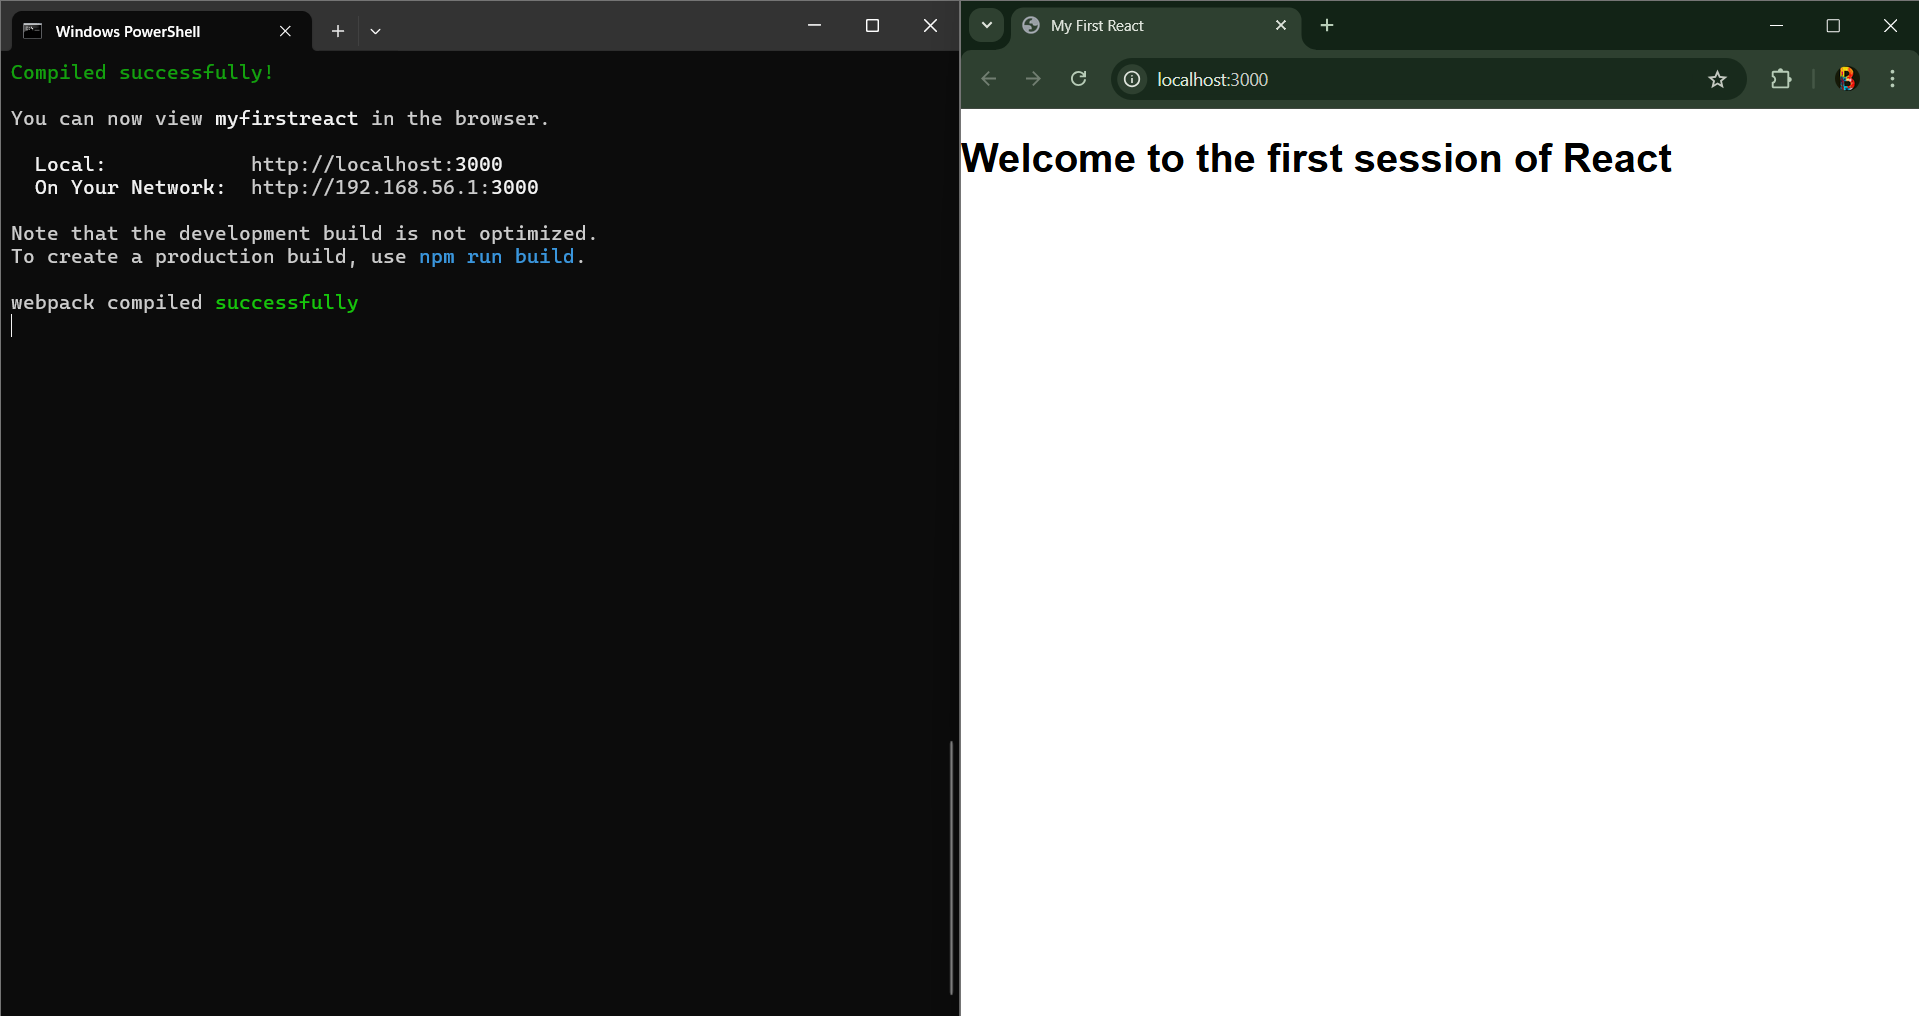 Windows PowerShell
Compiled successfully!
You can now view myfirstreact in the browser.
Local: http://localhost:3000
On Your Network: http://192.168.56.1:3000
Note that the development build is not optimized.
To create a production build, use npm run build.
webpack compiled successfully
My First React
localhost:3000
Welcome to the first session of React